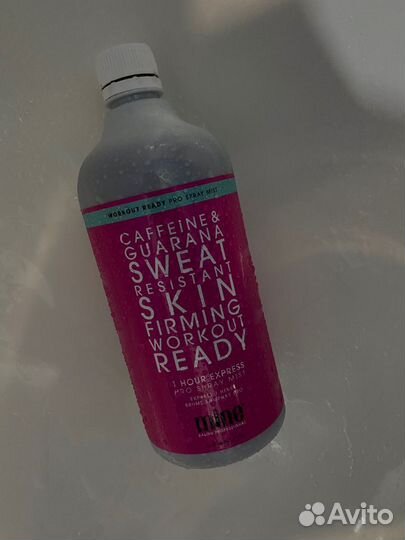 WORKOUT READY PRO SPRAY MIST
CAFFEINE &
GUARANA
SWEAT
RESISTANT
SKIN
FIRMING
WORKOUT
READY
1 HOUR EXPRESS
PRO SPRAY MIST
mine
Avito